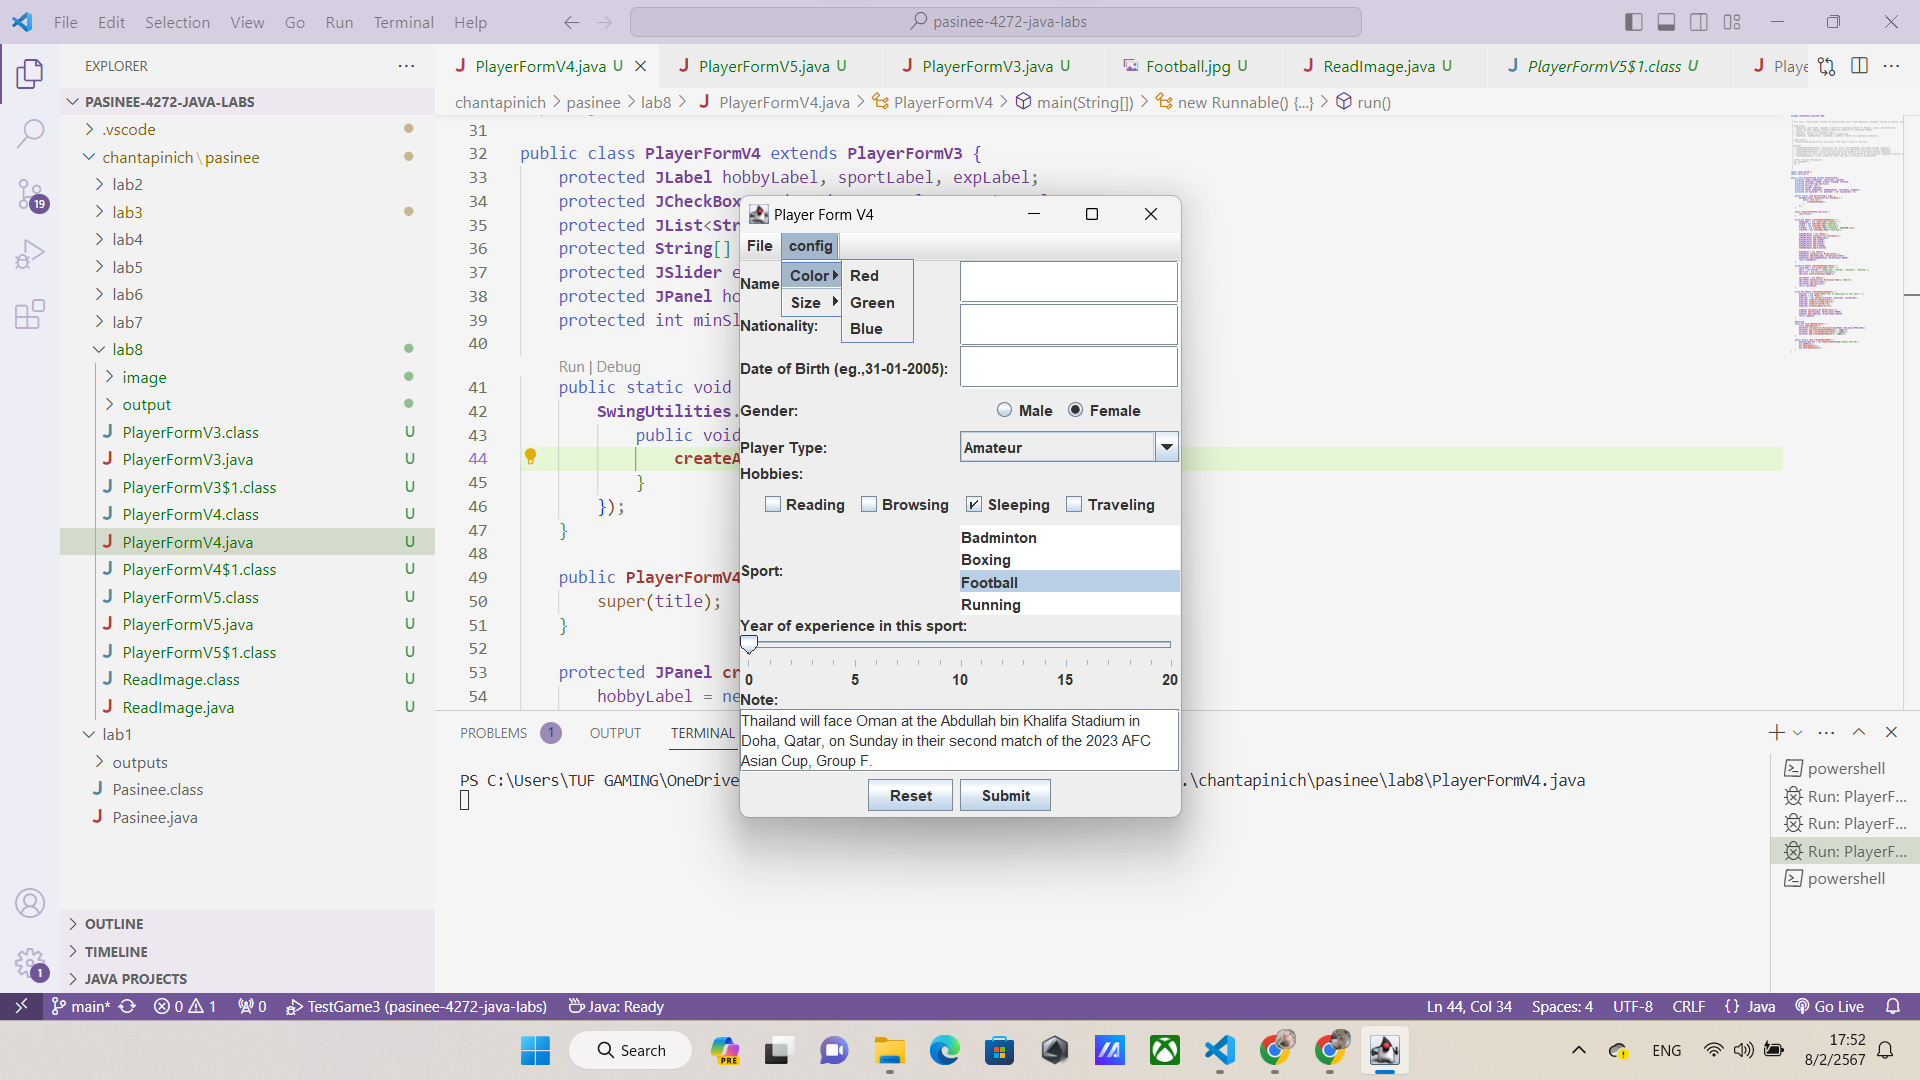 File Edit Selection View Go Run Terminal Help
pasinee-4272-java-labs
EXPLORER
PASINEE-4272-JAVA-LABS
.vscode
chantapinich\pasinee
lab2
lab3
lab4
lab5
lab6
lab7
lab8
image
output
PlayerFormV3.class U
PlayerFormV3.java U
PlayerFormV3$1.class U
PlayerFormV4.class U
PlayerFormV4.java U
PlayerFormV4$1.class U
PlayerFormV5.class U
PlayerFormV5.java U
PlayerFormV5$1.class U
ReadImage.class U
ReadImage.java U
lab1
outputs
Pasinee.class
Pasinee.java
OUTLINE
TIMELINE
JAVA PROJECTS
19
1
PlayerFormV4.java U
PlayerFormV5.java U
PlayerFormV3.java U
Football.jpg U
ReadImage.java U
PlayerFormV5$1.class U
Playe
chantapinich > pasinee > lab8 > PlayerFormV4.java > PlayerFormV4 > main(String[]) > new Runnable() {...} > run()
31
32 public class PlayerFormV4 extends PlayerFormV3 {
33 protected JLabel hobbyLabel, sportLabel, expLabel;
34 protected JCheckBox
35 protected JList<Str
36 protected String[]
37 protected JSlider e
38 protected JPanel ho
39 protected int minSl
40
Run | Debug
41 public static void
42 SwingUtilities.
43 public void
44 createA
45 }
46 });
47 }
48
49 public PlayerFormV4
50 super(title);
51 }
52
53 protected JPanel cr
54 hobbyLabel = ne
Player Form V4
File config
Color Red
Size Green
Blue
Name
Nationality:
Date of Birth (eg.,31-01-2005):
Gender: Male Female
Player Type: Amateur
Hobbies:
Reading Browsing Sleeping Traveling
Sport:
Badminton
Boxing
Football
Running
Year of experience in this sport:
0 5 10 15 20
Note:
Thailand will face Oman at the Abdullah bin Khalifa Stadium in
Doha, Qatar, on Sunday in their second match of the 2023 AFC
Asian Cup, Group F.
Reset Submit
PROBLEMS 1 OUTPUT TERMINAL
PS C:\Users\TUF GAMING\OneDrive .\chantapinich\pasinee\lab8\PlayerFormV4.java
powershell
Run: PlayerF...
Run: PlayerF...
Run: PlayerF...
powershell
main* 0 1 0 TestGame3 (pasinee-4272-java-labs) Java: Ready
Ln 44, Col 34 Spaces: 4 UTF-8 CRLF {} Java Go Live
Search
PRE
ENG
17:52
8/2/2567